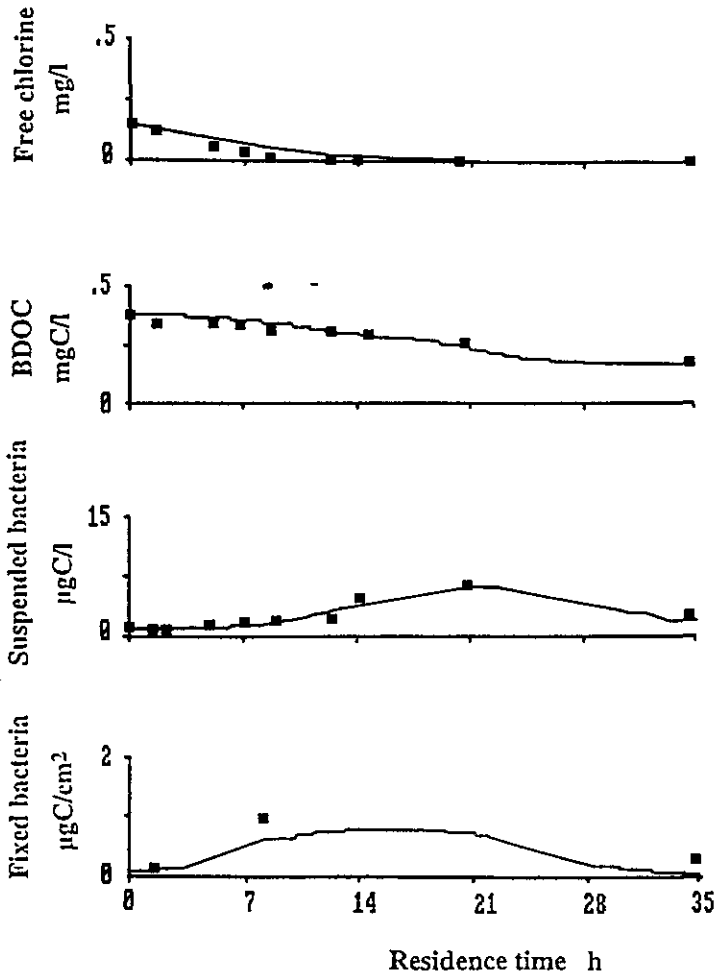 Free chlorine
mg/l
.5
0
BDOC
mgC/l
.5
0
Suspended bacteria
µgC/l
15
0
Fixed bacteria
µgC/cm²
2
0
0 7 14 21 28 35
Residence time h